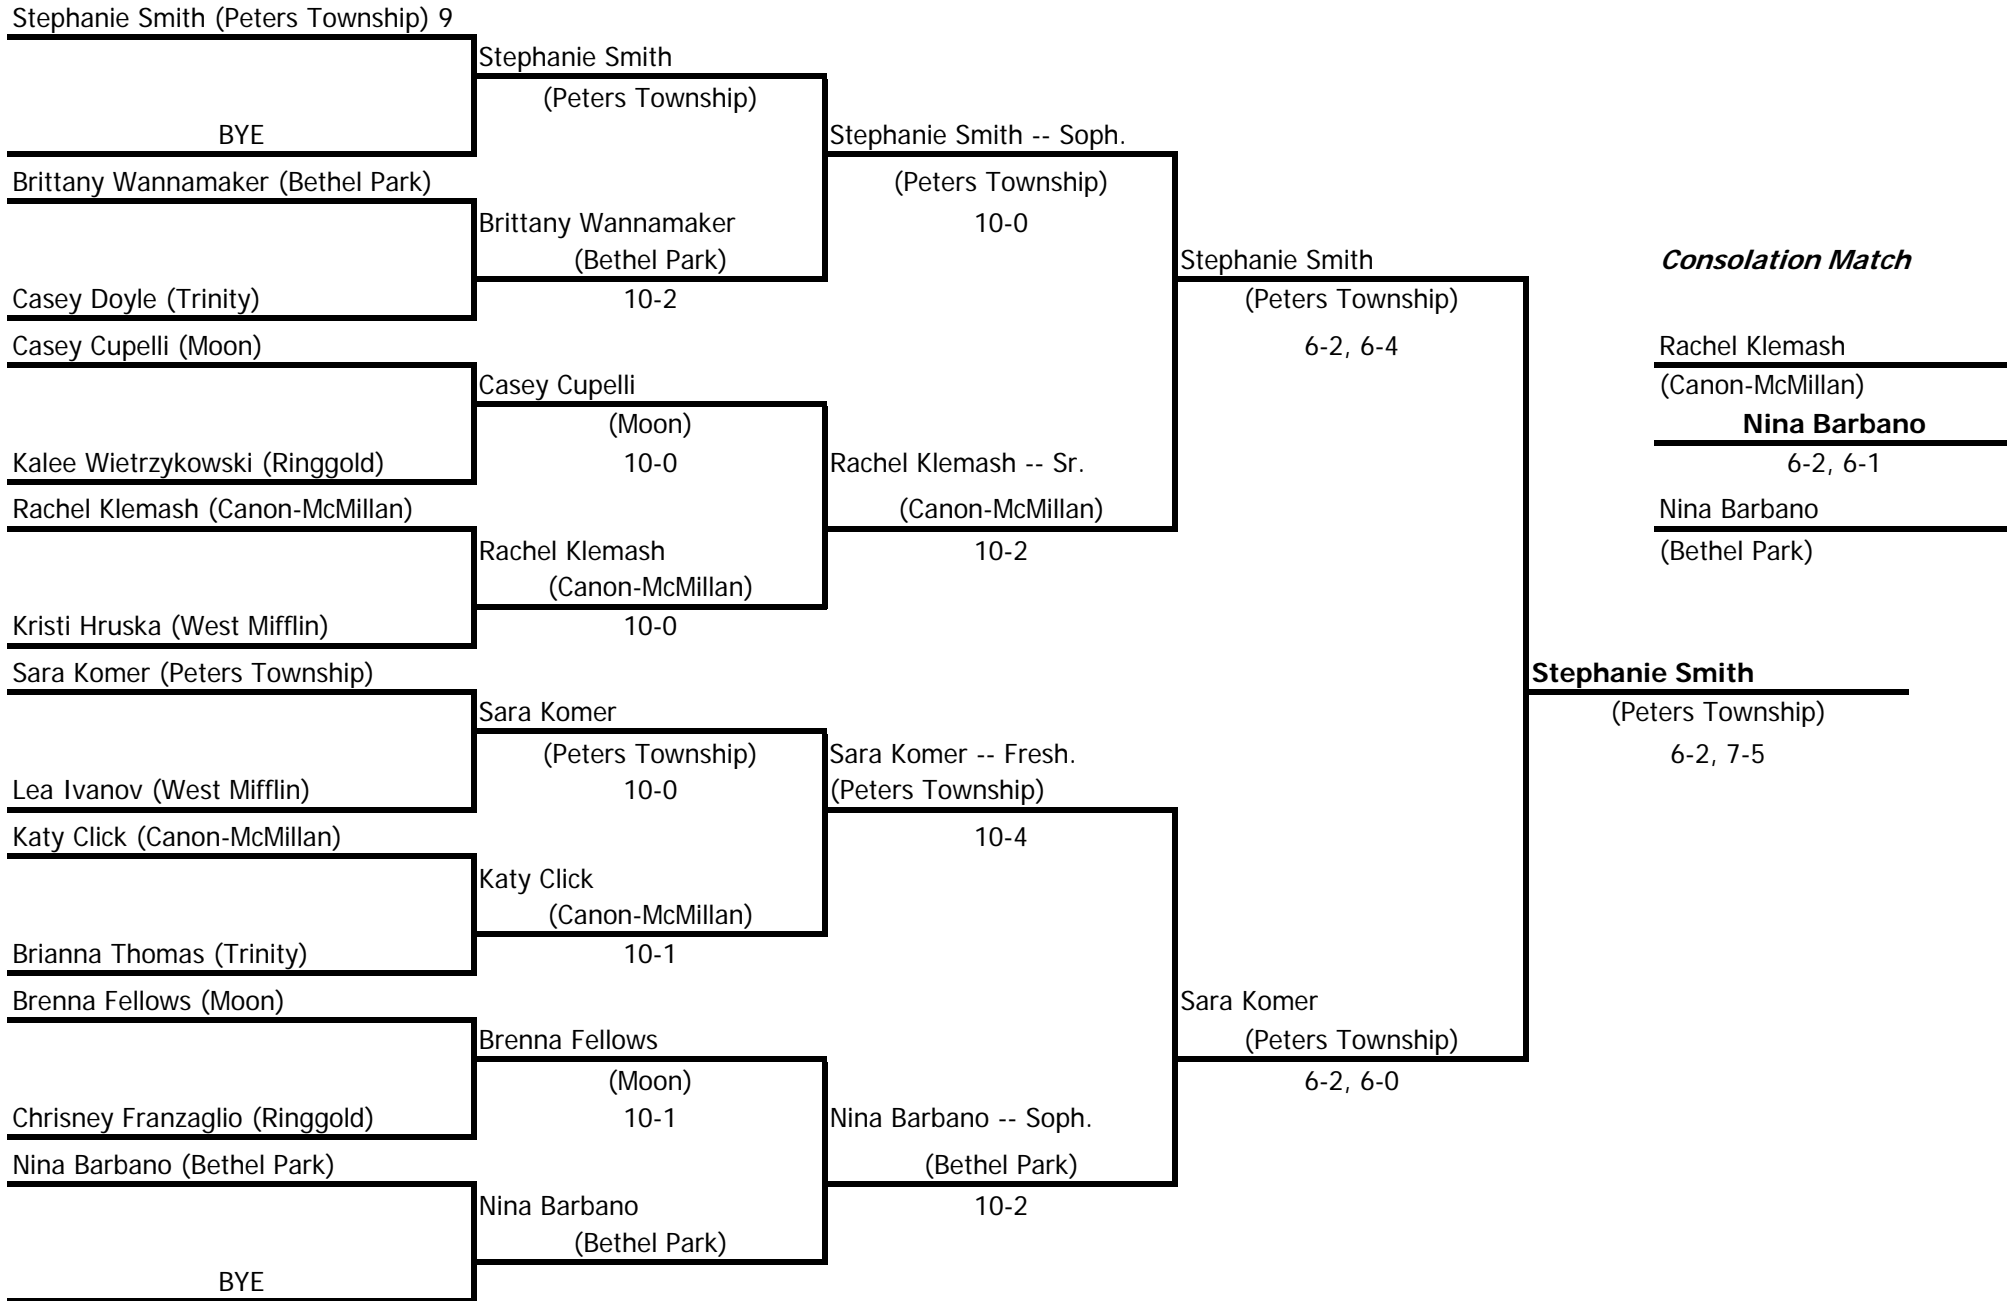 Stephanie Smith (Peters Township) 9
BYE
Brittany Wannamaker (Bethel Park)
Casey Doyle (Trinity)
Casey Cupelli (Moon)
Kalee Wietrzykowski (Ringgold)
Rachel Klemash (Canon-McMillan)
Kristi Hruska (West Mifflin)
Sara Komer (Peters Township)
Lea Ivanov (West Mifflin)
Katy Click (Canon-McMillan)
Brianna Thomas (Trinity)
Brenna Fellows (Moon)
Chrisney Franzaglio (Ringgold)
Nina Barbano (Bethel Park)
BYE
Stephanie Smith
(Peters Township)
Brittany Wannamaker
(Bethel Park)
10-2
Casey Cupelli
(Moon)
10-0
Rachel Klemash
(Canon-McMillan)
10-0
Sara Komer
(Peters Township)
10-0
Katy Click
(Canon-McMillan)
10-1
Brenna Fellows
(Moon)
10-1
Nina Barbano
(Bethel Park)
Stephanie Smith -- Soph.
(Peters Township)
10-0
Rachel Klemash -- Sr.
(Canon-McMillan)
10-2
Sara Komer -- Fresh.
(Peters Township)
10-4
Nina Barbano -- Soph.
(Bethel Park)
10-2
Stephanie Smith
(Peters Township)
6-2, 6-4
Sara Komer
(Peters Township)
6-2, 6-0
Stephanie Smith
(Peters Township)
6-2, 7-5
Consolation Match
Rachel Klemash
(Canon-McMillan)
Nina Barbano
6-2, 6-1
Nina Barbano
(Bethel Park)